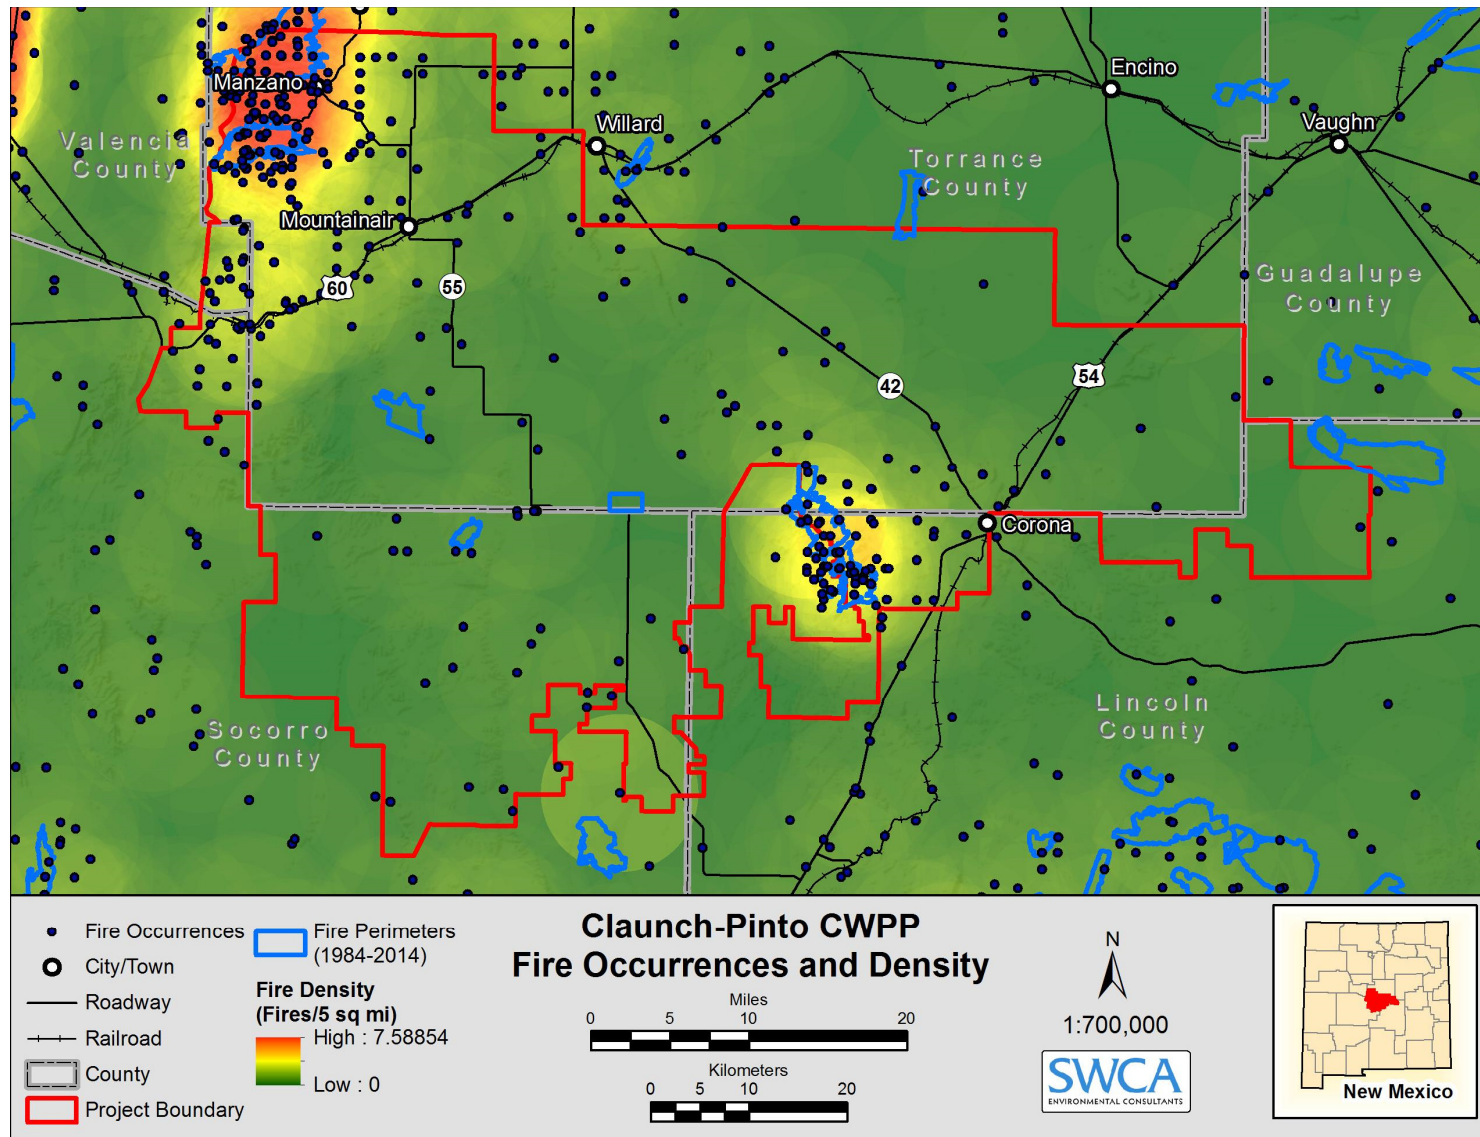 Manzano
Encino
Willard
Vaughn
Valencia
County
Torrance
County
Mountainair
60
55
Guadalupe
County
42
54
Corona
Socorro
County
Lincoln
County
Fire Occurrences
City/Town
Roadway
Railroad
County
Project Boundary
Fire Perimeters
(1984-2014)
Fire Density
(Fires/5 sq mi)
High : 7.58854
Low : 0
Claunch-Pinto CWPP
Fire Occurrences and Density
Miles
0 5 10 20
Kilometers
0 5 10 20
N
1:700,000
SWCA
ENVIRONMENTAL CONSULTANTS
New Mexico